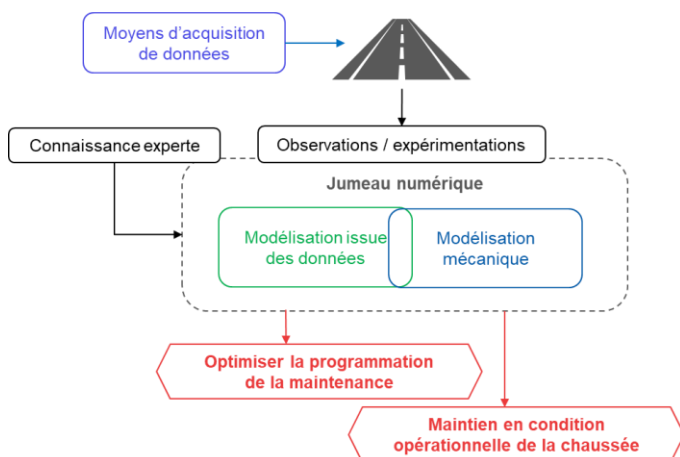 Moyens d'acquisition
de données
Connaissance experte
Observations / expérimentations
Jumeau numérique
Modélisation issue
des données
Modélisation
mécanique
Optimiser la programmation
de la maintenance
Maintien en condition
opérationnelle de la chaussée